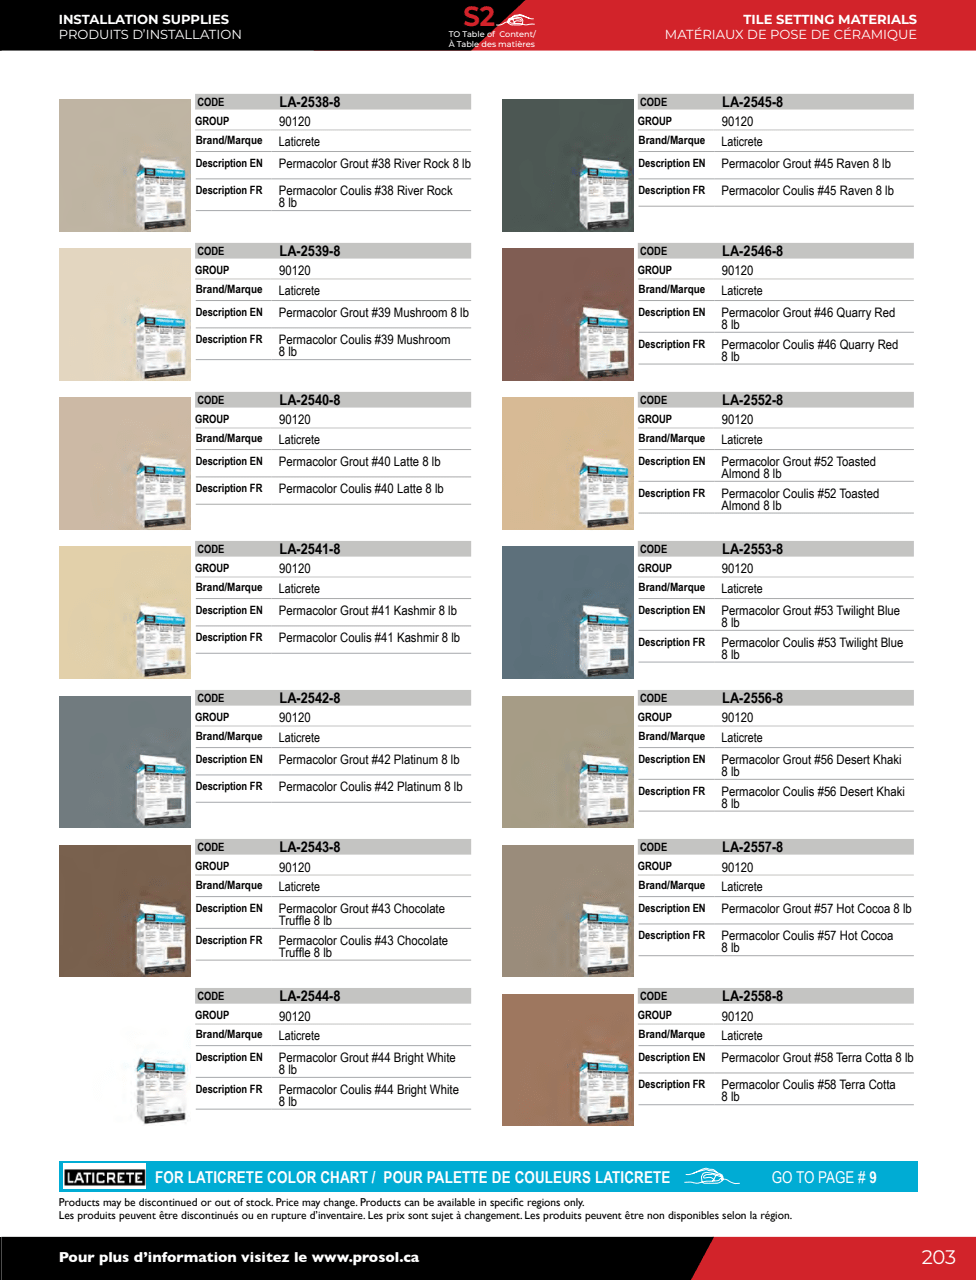 INSTALLATION SUPPLIES
PRODUITS D'INSTALLATION
S2
TO Table of Content/
À Table des matières
TILE SETTING MATERIALS
MATÉRIAUX DE POSE DE CÉRAMIQUE
CODE LA-2538-8
GROUP 90120
Brand/Marque Laticrete
Description EN Permacolor Grout #38 River Rock 8 lb
Description FR Permacolor Coulis #38 River Rock
8 lb
CODE LA-2539-8
GROUP 90120
Brand/Marque Laticrete
Description EN Permacolor Grout #39 Mushroom 8 lb
Description FR Permacolor Coulis #39 Mushroom
8 lb
CODE LA-2540-8
GROUP 90120
Brand/Marque Laticrete
Description EN Permacolor Grout #40 Latte 8 lb
Description FR Permacolor Coulis #40 Latte 8 lb
CODE LA-2541-8
GROUP 90120
Brand/Marque Laticrete
Description EN Permacolor Grout #41 Kashmir 8 lb
Description FR Permacolor Coulis #41 Kashmir 8 lb
CODE LA-2542-8
GROUP 90120
Brand/Marque Laticrete
Description EN Permacolor Grout #42 Platinum 8 lb
Description FR Permacolor Coulis #42 Platinum 8 lb
CODE LA-2543-8
GROUP 90120
Brand/Marque Laticrete
Description EN Permacolor Grout #43 Chocolate
Truffle 8 lb
Description FR Permacolor Coulis #43 Chocolate
Truffle 8 lb
CODE LA-2544-8
GROUP 90120
Brand/Marque Laticrete
Description EN Permacolor Grout #44 Bright White
8 lb
Description FR Permacolor Coulis #44 Bright White
8 lb
CODE LA-2545-8
GROUP 90120
Brand/Marque Laticrete
Description EN Permacolor Grout #45 Raven 8 lb
Description FR Permacolor Coulis #45 Raven 8 lb
CODE LA-2546-8
GROUP 90120
Brand/Marque Laticrete
Description EN Permacolor Grout #46 Quarry Red
8 lb
Description FR Permacolor Coulis #46 Quarry Red
8 lb
CODE LA-2552-8
GROUP 90120
Brand/Marque Laticrete
Description EN Permacolor Grout #52 Toasted
Almond 8 lb
Description FR Permacolor Coulis #52 Toasted
Almond 8 lb
CODE LA-2553-8
GROUP 90120
Brand/Marque Laticrete
Description EN Permacolor Grout #53 Twilight Blue
8 lb
Description FR Permacolor Coulis #53 Twilight Blue
8 lb
CODE LA-2556-8
GROUP 90120
Brand/Marque Laticrete
Description EN Permacolor Grout #56 Desert Khaki
8 lb
Description FR Permacolor Coulis #56 Desert Khaki
8 lb
CODE LA-2557-8
GROUP 90120
Brand/Marque Laticrete
Description EN Permacolor Grout #57 Hot Cocoa 8 lb
Description FR Permacolor Coulis #57 Hot Cocoa
8 lb
CODE LA-2558-8
GROUP 90120
Brand/Marque Laticrete
Description EN Permacolor Grout #58 Terra Cotta 8 lb
Description FR Permacolor Coulis #58 Terra Cotta
8 lb
LATICRETE FOR LATICRETE COLOR CHART / POUR PALETTE DE COULEURS LATICRETE GO TO PAGE # 9
Products may be discontinued or out of stock. Price may change. Products can be available in specific regions only.
Les produits peuvent être discontinués ou en rupture d'inventaire. Les prix sont sujet à changement. Les produits peuvent être non disponibles selon la région.
Pour plus d'information visitez le www.prosol.ca
203